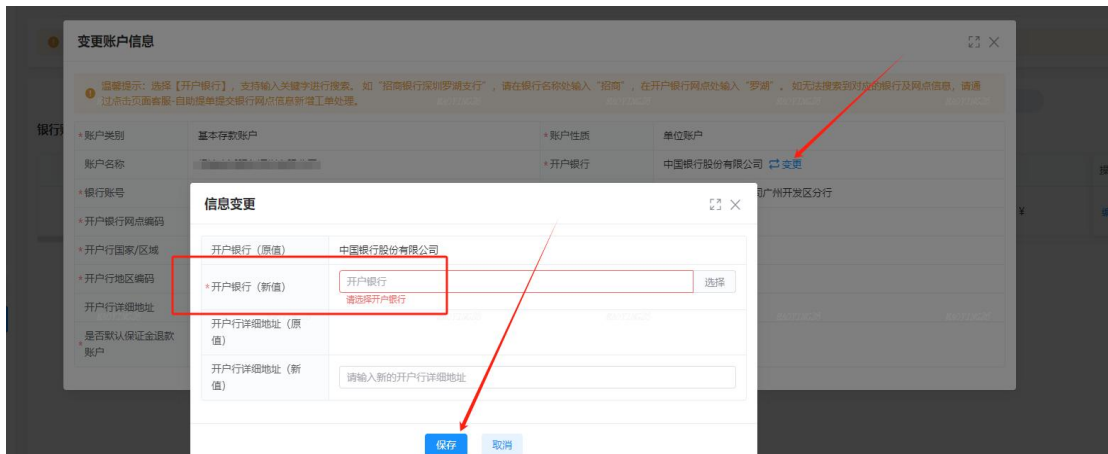 变更账户信息
温馨提示：选择【开户银行】，支持输入关键字进行搜索。如“招商银行深圳罗湖支行”，请在银行名称处输入“招商”，在开户银行网点处输入“罗湖”。如无法搜索到对应的银行及网点信息，请通
过点击页面客服-自助提单提交银行网点信息新增工单处理。
银行
*账户类别 基本存款账户 *账户性质 单位账户
账户名称 *开户银行 中国银行股份有限公司 变更
*银行账号 司广州开发区分行
*开户银行网点编码
*开户行国家/区域
*开户行地区编码
开户行详细地址
*是否默认保证金退款
账户
¥
信息变更
开户银行（原值） 中国银行股份有限公司
*开户银行（新值） 开户银行 选择
请选择开户银行
开户行详细地址（原
值）
开户行详细地址（新
值） 请输入新的开户行详细地址
保存 取消